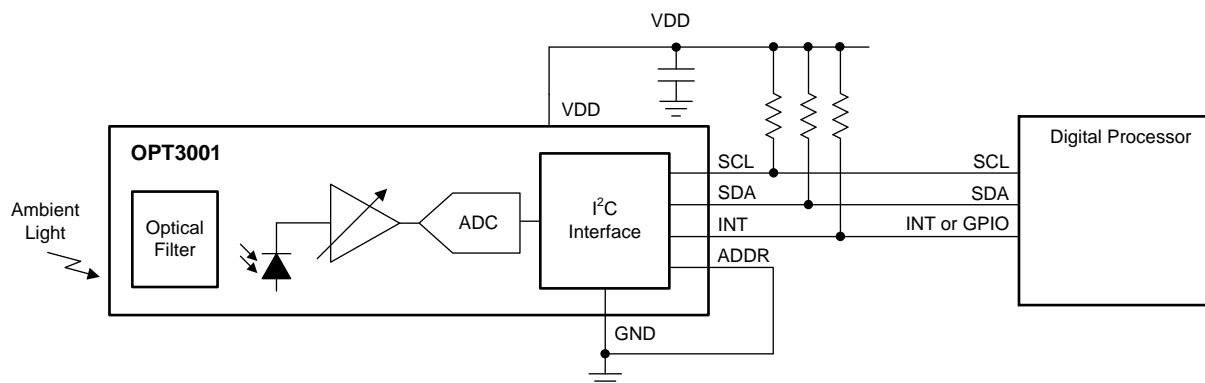 VDD
VDD
OPT3001
Digital Processor
SCL
SCL
SDA
SDA
Ambient
Light
Optical
Filter
ADC
I²C
Interface
INT
INT or GPIO
ADDR
GND